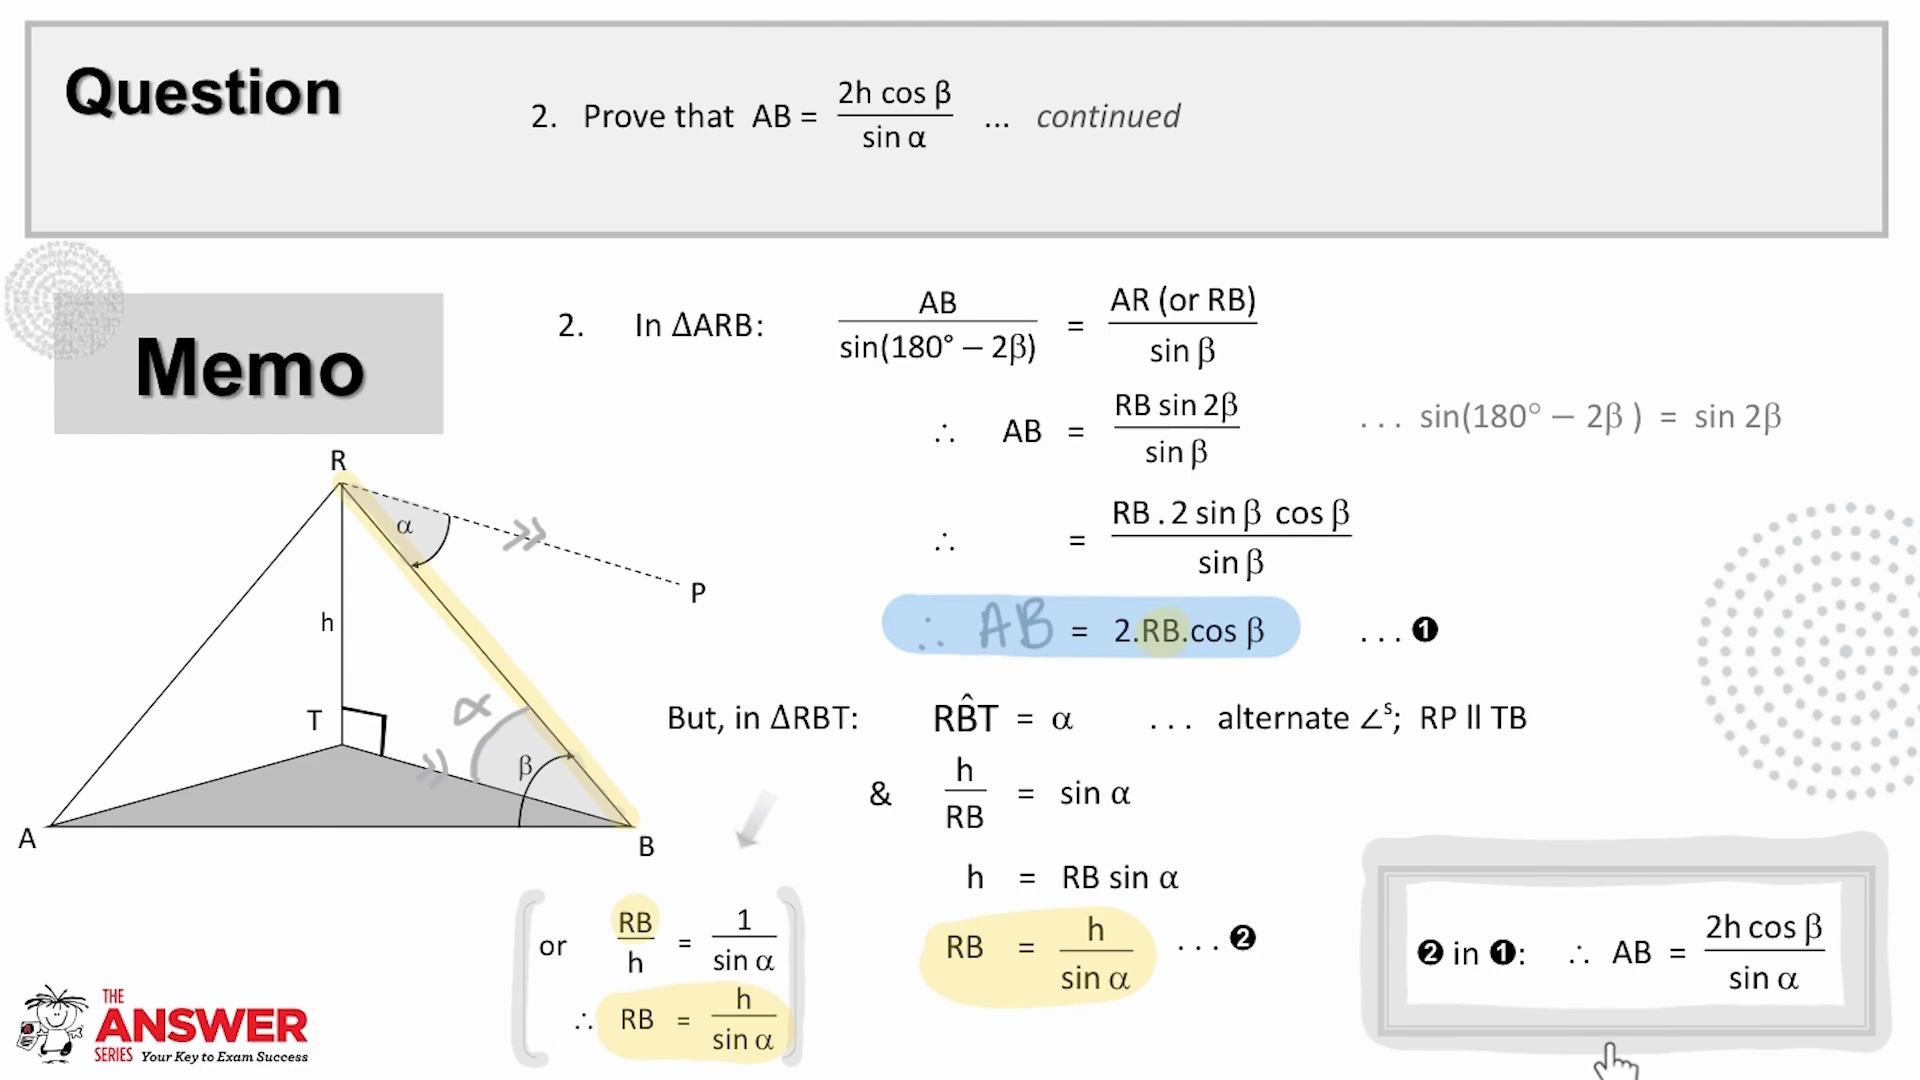 Question
2. Prove that AB = 2h cos β / sin α ... continued
Memo
2. In ΔARB: AB / sin(180° – 2β) = AR (or RB) / sin β
∴ AB = RB sin 2β / sin β . . . sin(180° – 2β ) = sin 2β
∴ = RB . 2 sin β cos β / sin β
∴ AB = 2.RB.cos β . . . ❶
But, in ΔRBT: RB̂T = α . . . alternate ∠s; RP ll TB
& h / RB = sin α
h = RB sin α
RB = h / sin α . . . ❷
or RB / h = 1 / sin α
∴ RB = h / sin α
❷ in ❶: ∴ AB = 2h cos β / sin α
R
α
P
h
T
α
β
A
B
THE
ANSWER
SERIES Your Key to Exam Success